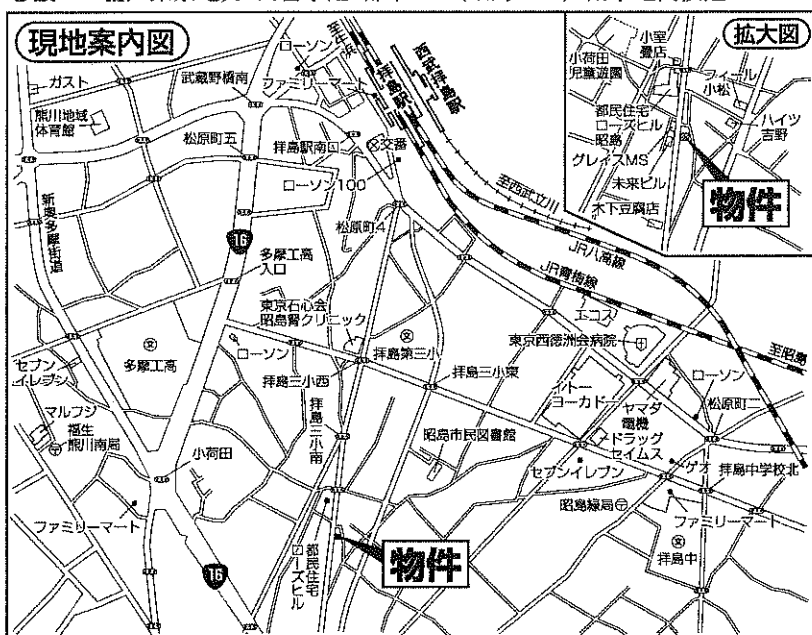 現地案内図
ガスト
熊川地域
体育館
武蔵野橋南
ローソン
ファミリーマート
至牛浜
拝島駅
西武拝島駅
松原町五
拝島駅南口
交番
ローソン100
松原町4
至西武立川
JR八高線
JR青梅線
至昭島
新奥多摩街道
16
多摩工高
入口
東京石心会
昭島腎クリニック
ローソン
多摩工高
セブン
イレブン
マルフジ
福生
熊川南局
小荷田
ファミリーマート
16
拝島第三小
拝島三小西
拝島三小東
拝島三小南
昭島市民図書館
エコス
東京西徳洲会病院
イトー
ヨーカドー
ヤマダ
電機
ドラッグ
セイムス
ローソン
松原町二
セブンイレブン
ゲオ
拝島中学校北
昭島緑局
ファミリーマート
拝島中
都民住宅
ローズヒル
物件
拡大図
小室
畳店
小荷田
児童遊園
フィール
小松
都民住宅
ローズヒル
昭島
ハイツ
吉野
グレイスMS
未来ビル
木下豆腐店
物件